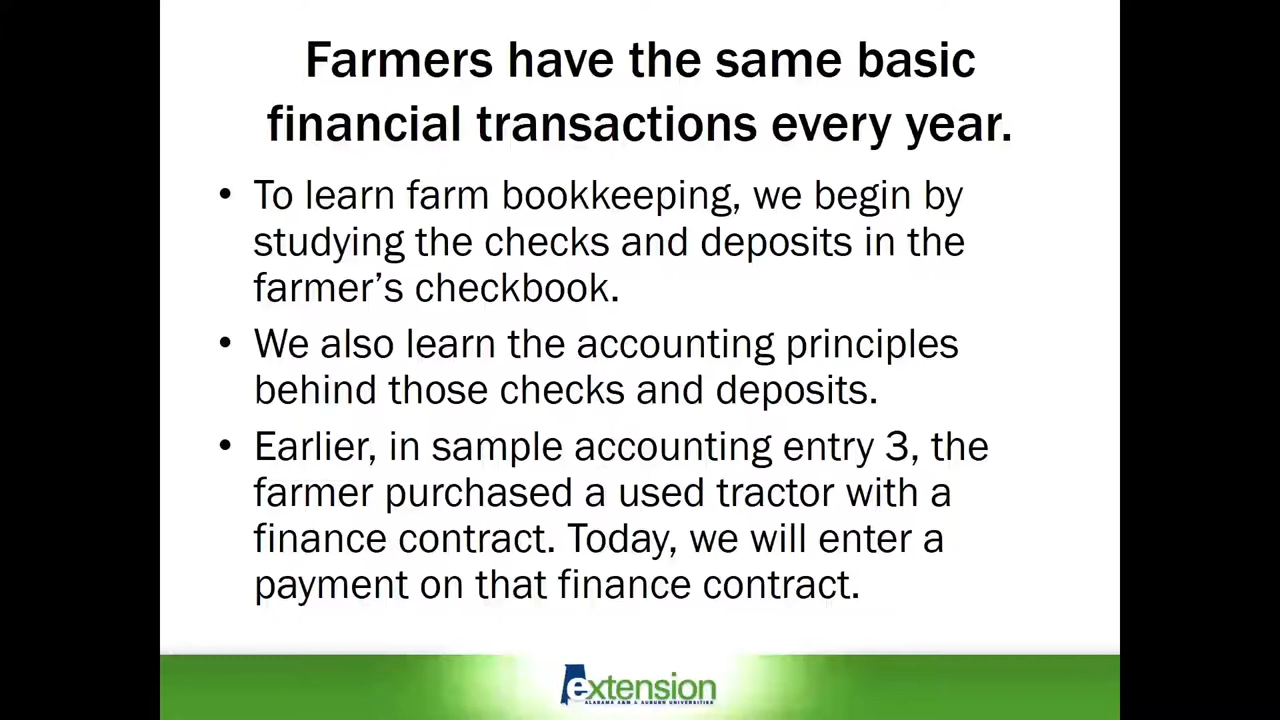 Farmers have the same basic
financial transactions every year.
• To learn farm bookkeeping, we begin by
studying the checks and deposits in the
farmer’s checkbook.
• We also learn the accounting principles
behind those checks and deposits.
• Earlier, in sample accounting entry 3, the
farmer purchased a used tractor with a
finance contract. Today, we will enter a
payment on that finance contract.
extension
ALABAMA A&M & AUBURN UNIVERSITIES